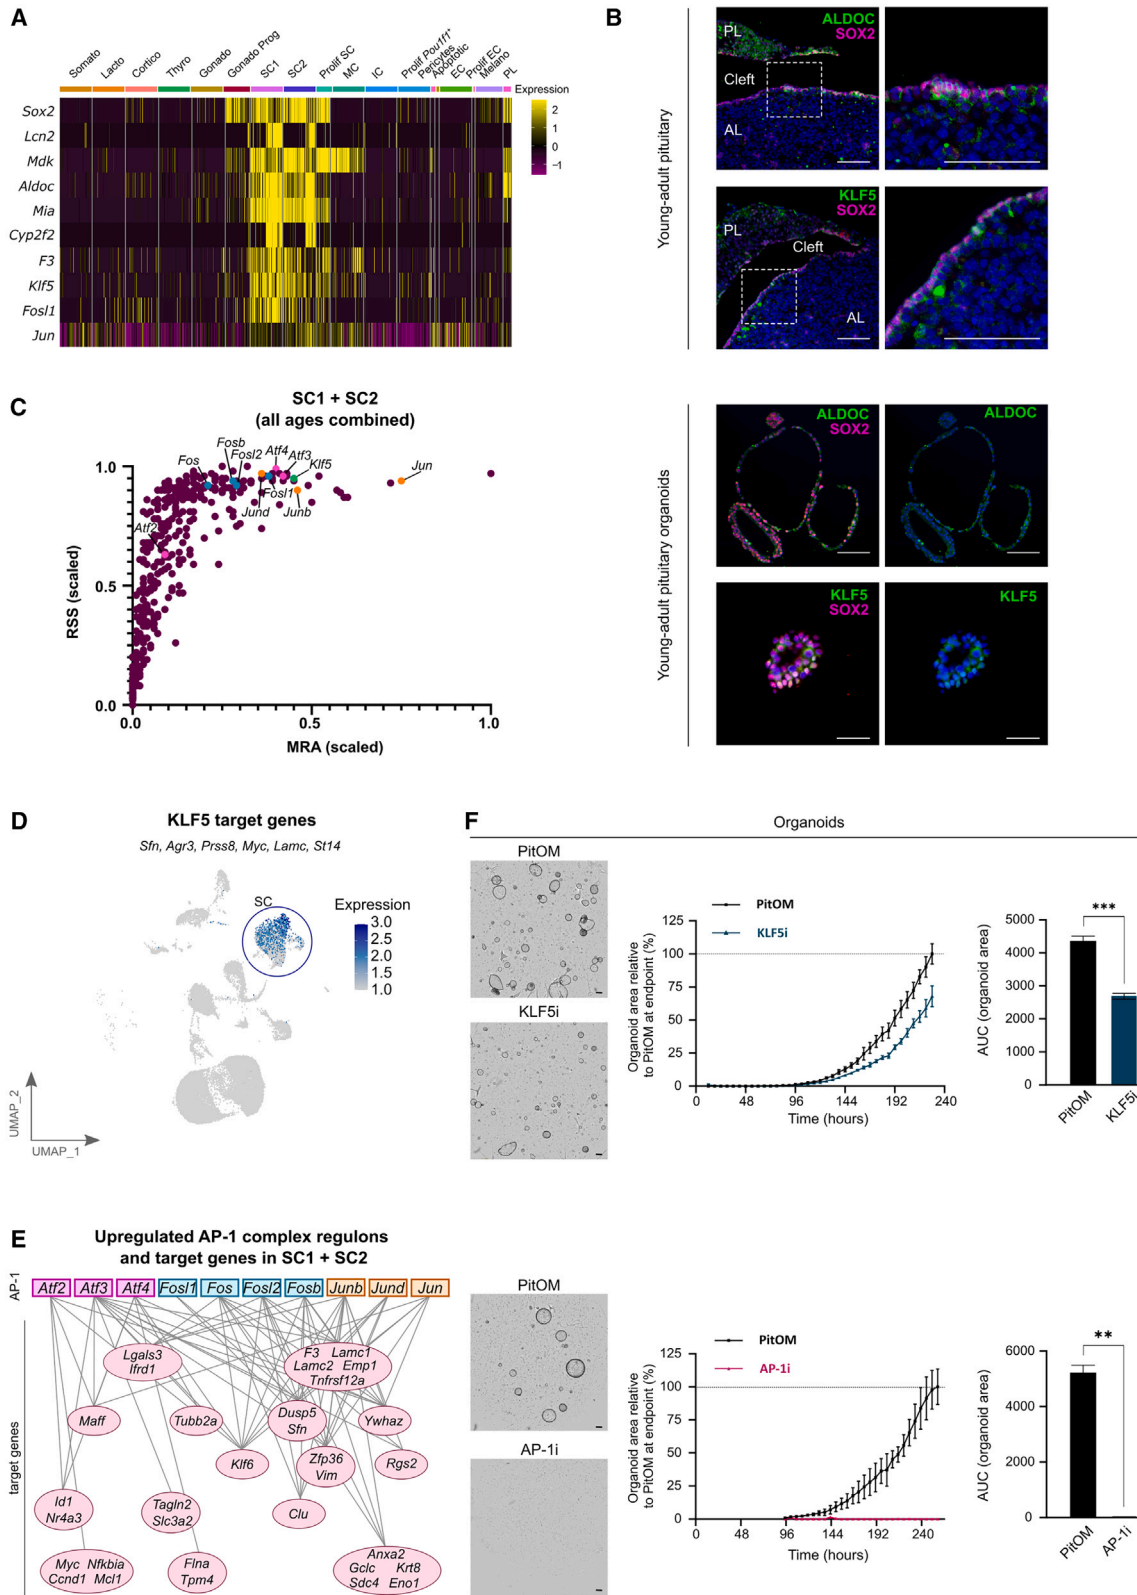 A
Somato
Lacto
Cortico
Thyro
Gonado
Gonado Prog
SC1
SC2
Prolif SC
MC
IC
Prolif Pou1f1+
Pericytes
Apoptotic
EC
Prolif EC
Melano
PL
Expression
2
1
0
−1
Sox2
Lcn2
Mdk
Aldoc
Mia
Cyp2f2
F3
Klf5
Fosl1
Jun
B
Young-adult pituitary
ALDOC
SOX2
PL
Cleft
AL
KLF5
SOX2
PL
Cleft
AL
Young-adult pituitary organoids
ALDOC
SOX2
ALDOC
KLF5
SOX2
KLF5
C
SC1 + SC2
(all ages combined)
RSS (scaled)
1.0
0.5
0.0
Fos
Fosb
Fosl2
Atf4
Atf3
Klf5
Jun
Fosl1
Jund
Junb
Atf2
0.0
0.5
1.0
MRA (scaled)
D
KLF5 target genes
Sfn, Agr3, Prss8, Myc, Lamc, St14
SC
Expression
3.0
2.5
2.0
1.5
1.0
UMAP_2
UMAP_1
E
Upregulated AP-1 complex regulons
and target genes in SC1 + SC2
AP-1
Atf2 Atf3 Atf4 Fosl1 Fos Fosl2 Fosb Junb Jund Jun
target genes
Lgals3
Ifrd1
F3 Lamc1
Lamc2 Emp1
Tnfrsf12a
Maff
Tubb2a
Dusp5
Sfn
Ywhaz
Klf6
Zfp36
Vim
Rgs2
Id1
Nr4a3
Tagln2
Slc3a2
Clu
Myc Nfkbia
Ccnd1 Mcl1
Flna
Tpm4
Anxa2
Gclc Krt8
Sdc4 Eno1
F
Organoids
PitOM
KLF5i
Organoid area relative
to PitOM at endpoint (%)
125
100
75
50
25
0
PitOM
KLF5i
0 48 96 144 192 240
Time (hours)
AUC (organoid area)
5000
4000
3000
2000
1000
0
***
PitOM
KLF5i
PitOM
AP-1i
Organoid area relative
to PitOM at endpoint (%)
125
100
75
50
25
0
PitOM
AP-1i
0 48 96 144 192 240
Time (hours)
AUC (organoid area)
6000
4000
2000
0
**
PitOM
AP-1i